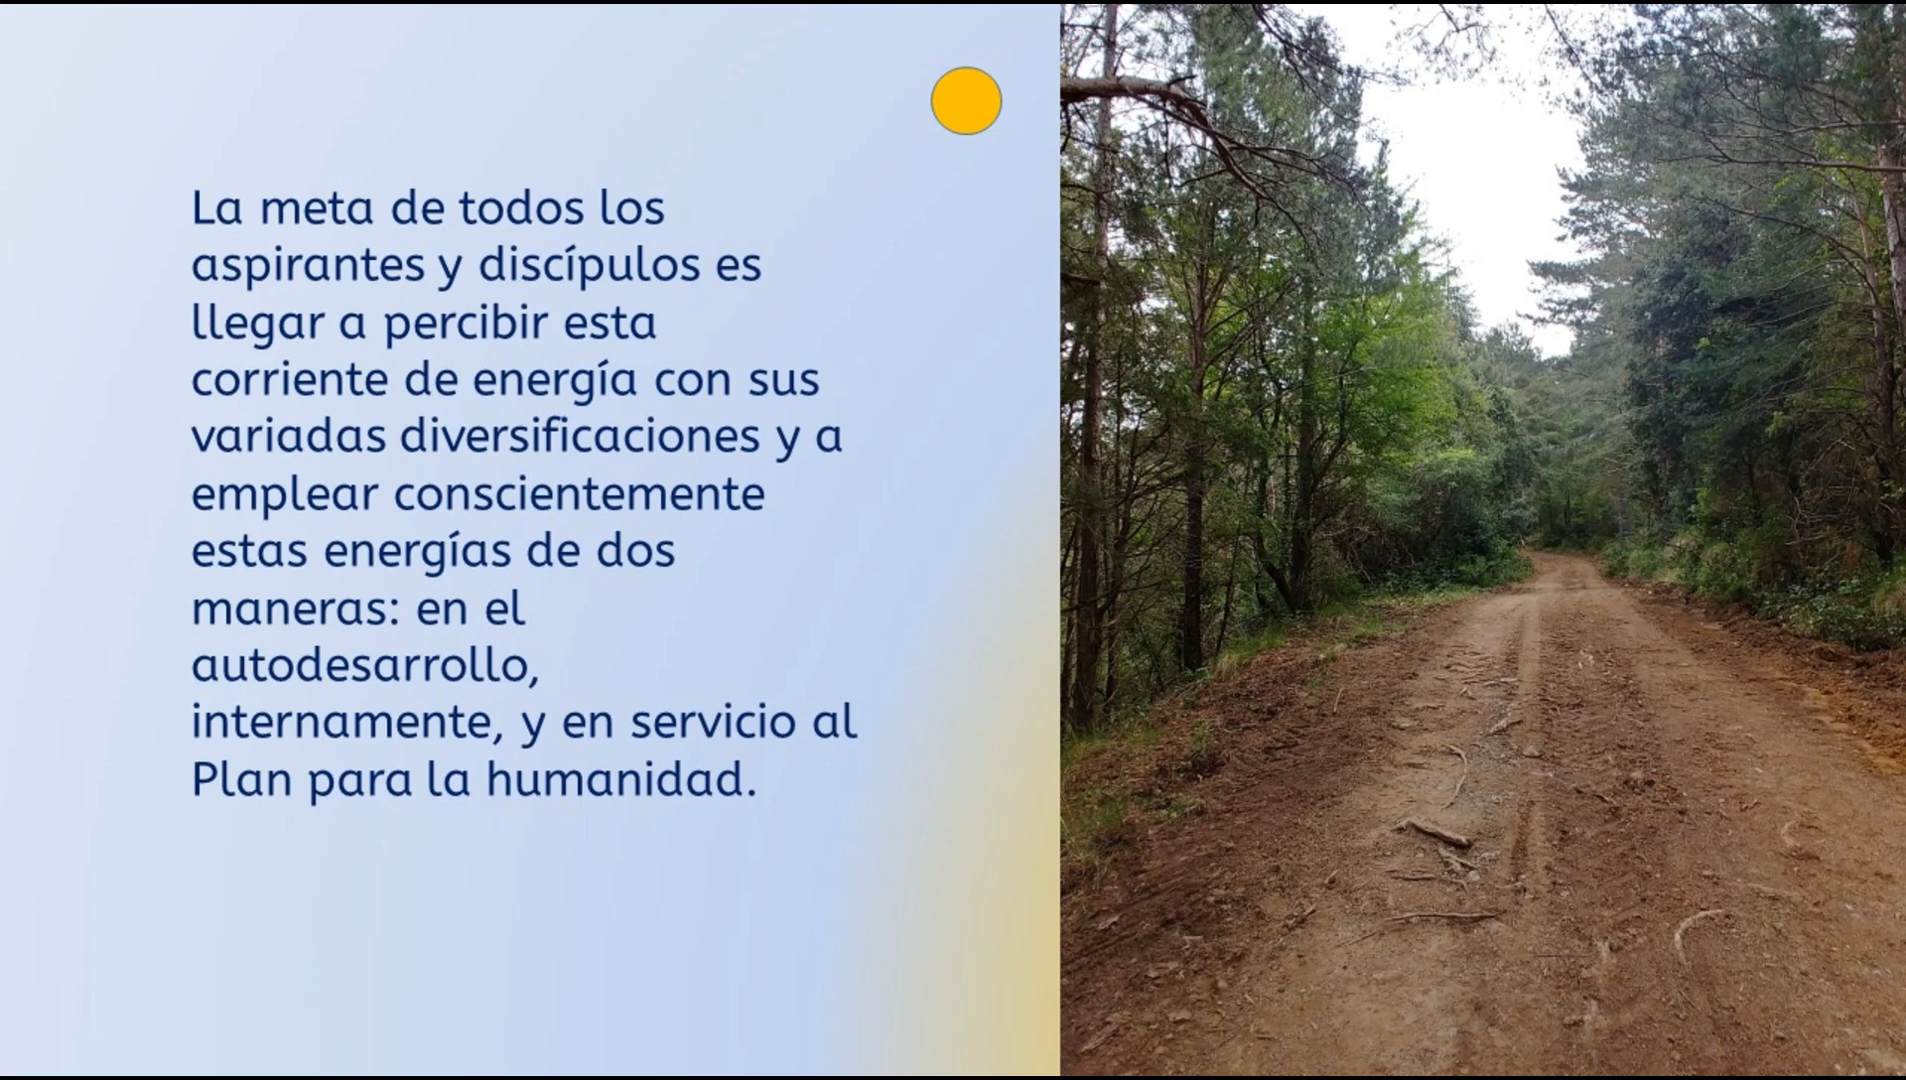 La meta de todos los
aspirantes y discípulos es
llegar a percibir esta
corriente de energía con sus
variadas diversificaciones y a
emplear conscientemente
estas energías de dos
maneras: en el
autodesarrollo,
internamente, y en servicio al
Plan para la humanidad.